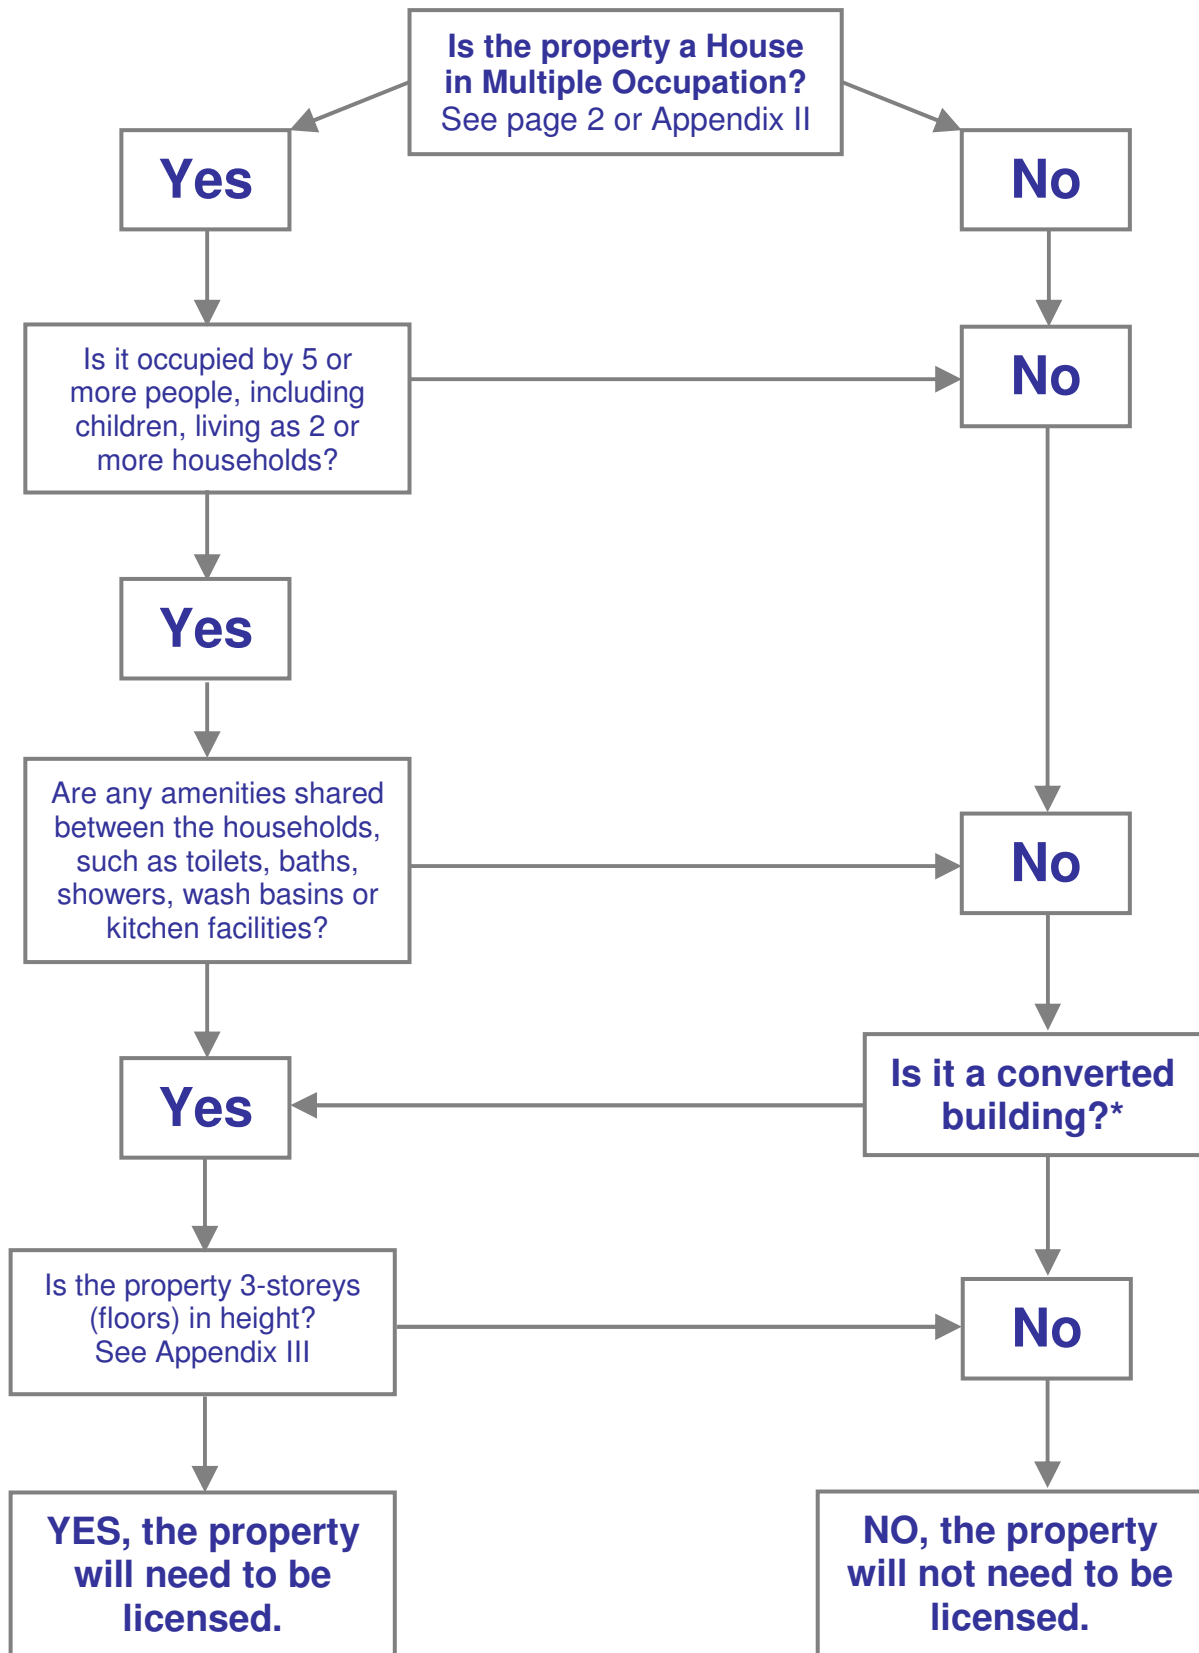 Is the property a House
in Multiple Occupation?
See page 2 or Appendix II
Yes
No
Is it occupied by 5 or
more people, including
children, living as 2 or
more households?
No
Yes
Are any amenities shared
between the households,
such as toilets, baths,
showers, wash basins or
kitchen facilities?
No
Yes
Is it a converted
building?*
Is the property 3-storeys
(floors) in height?
See Appendix III
No
YES, the property
will need to be
licensed.
NO, the property
will not need to be
licensed.